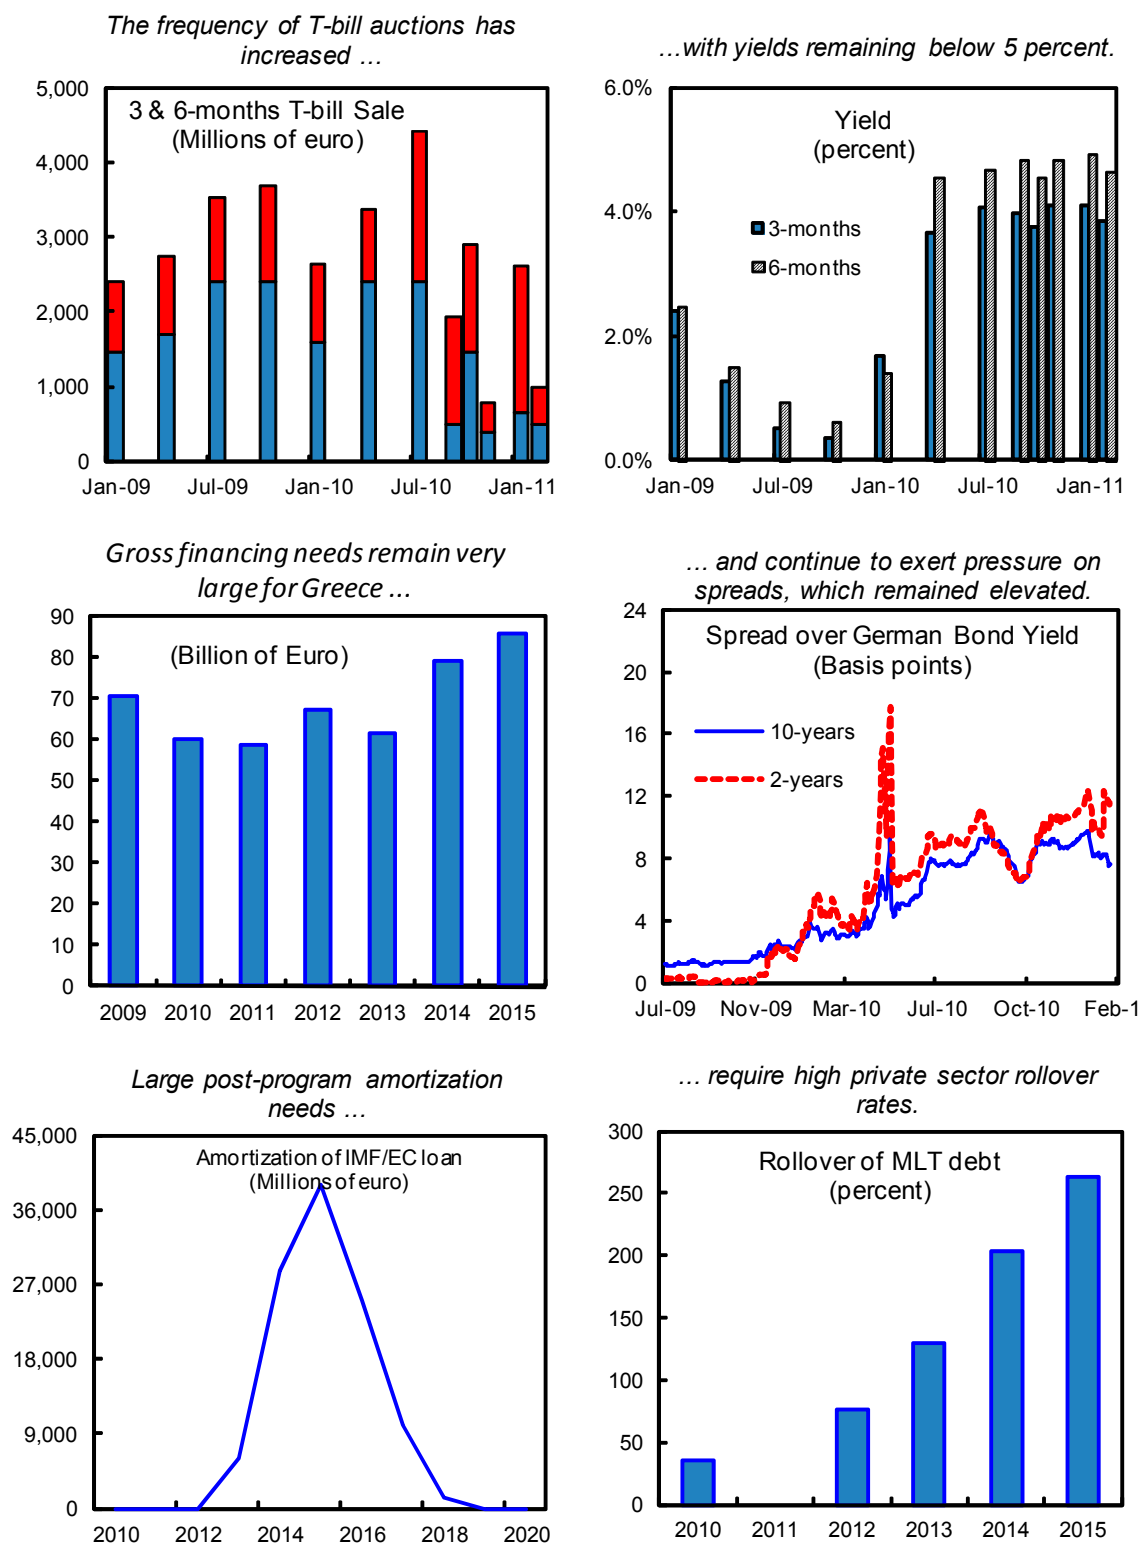 The frequency of T-bill auctions has
increased ...
5,000
3 & 6-months T-bill Sale
(Millions of euro)
4,000
3,000
2,000
1,000
0
Jan-09 Jul-09 Jan-10 Jul-10 Jan-11
...with yields remaining below 5 percent.
6.0%
Yield
(percent)
4.0%
3-months
6-months
2.0%
0.0%
Jan-09 Jul-09 Jan-10 Jul-10 Jan-11
Gross financing needs remain very
large for Greece ...
90
(Billion of Euro)
80
70
60
50
40
30
20
10
0
2009 2010 2011 2012 2013 2014 2015
... and continue to exert pressure on
spreads, which remained elevated.
24
Spread over German Bond Yield
(Basis points)
20
16
10-years
2-years
12
8
4
0
Jul-09 Nov-09 Mar-10 Jul-10 Oct-10 Feb-1
Large post-program amortization
needs ...
45,000
Amortization of IMF/EC loan
(Millions of euro)
36,000
27,000
18,000
9,000
0
2010 2012 2014 2016 2018 2020
... require high private sector rollover
rates.
300
Rollover of MLT debt
(percent)
250
200
150
100
50
0
2010 2011 2012 2013 2014 2015